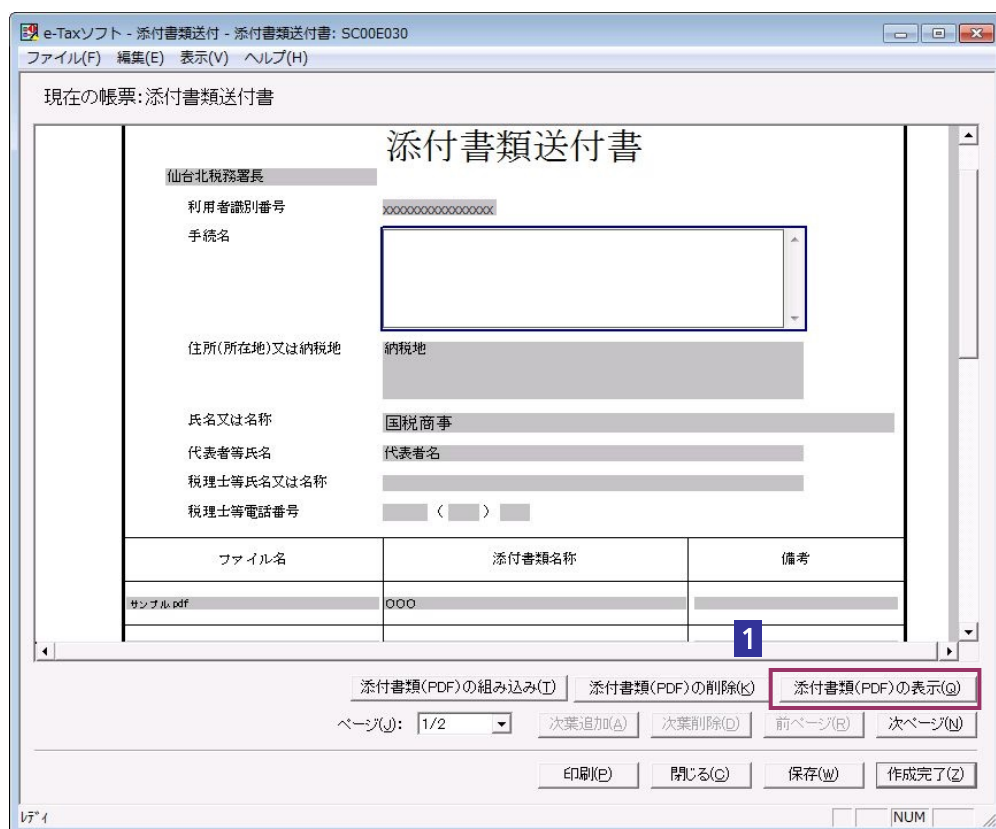 e-Taxソフト - 添付書類送付 - 添付書類送付書: SC00E030
ファイル(F) 編集(E) 表示(V) ヘルプ(H)
現在の帳票:添付書類送付書
添付書類送付書
仙台北税務署長
利用者識別番号 xxxxxxxxxxxxxxxx
手続名
住所(所在地)又は納税地 納税地
氏名又は名称 国税商事
代表者等氏名 代表者名
税理士等氏名又は名称
税理士等電話番号 ( )
ファイル名 添付書類名称 備考
サンプル.pdf ○○○
1
添付書類(PDF)の組み込み(T) 添付書類(PDF)の削除(K) 添付書類(PDF)の表示(Q)
ページ(J): 1/2 次葉追加(A) 次葉削除(D) 前ページ(R) 次ページ(N)
印刷(P) 閉じる(C) 保存(W) 作成完了(Z)
ﾚﾃﾞｨ NUM